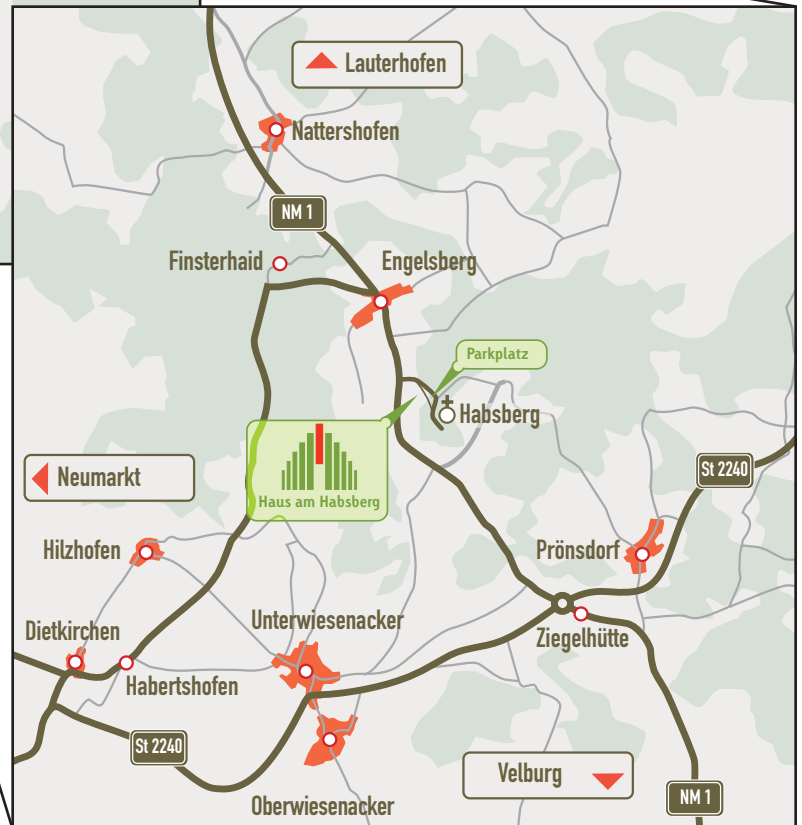 Lauterhofen
Nattershofen
NM 1
Finsterhaid
Engelsberg
Parkplatz
Habsberg
Haus am Habsberg
Neumarkt
St 2240
Hilzhofen
Prönsdorf
Dietkirchen
Unterwiesenacker
Ziegelhütte
Habertshofen
St 2240
Velburg
NM 1
Oberwiesenacker